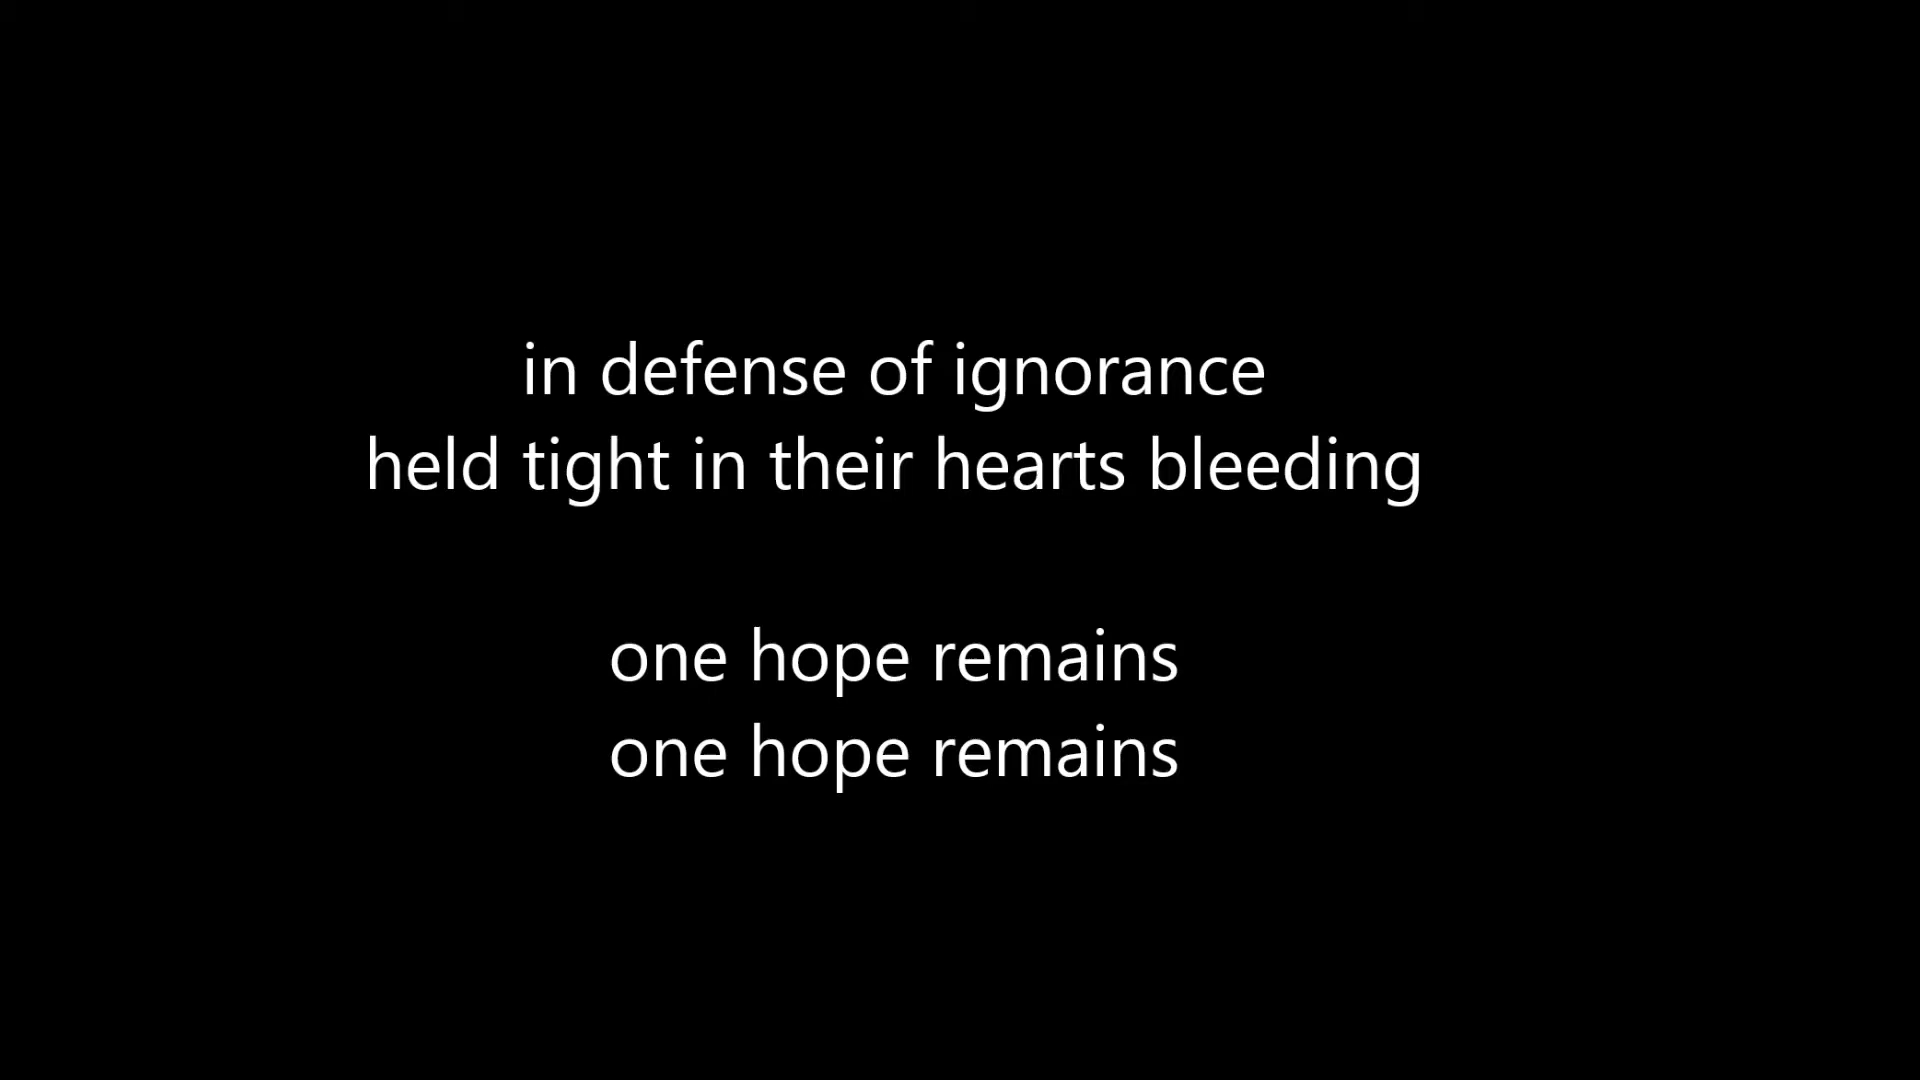 in defense of ignorance
held tight in their hearts bleeding
one hope remains
one hope remains